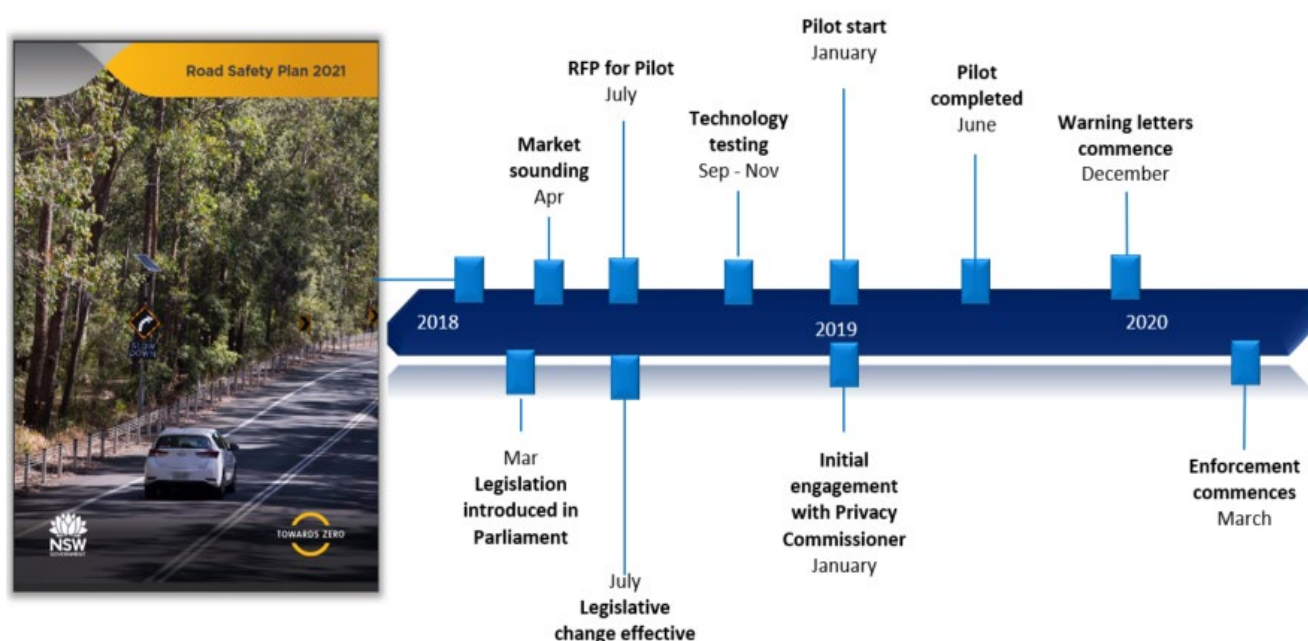 Road Safety Plan 2021
SLOW
DOWN
NSW
GOVERNMENT
TOWARDS ZERO
Pilot start
January
RFP for Pilot
July
Pilot
completed
June
Technology
testing
Sep - Nov
Warning letters
commence
December
Market
sounding
Apr
2018
2019
2020
Mar
Legislation
introduced in
Parliament
July
Legislative
change effective
Initial
engagement
with Privacy
Commissioner
January
Enforcement
commences
March